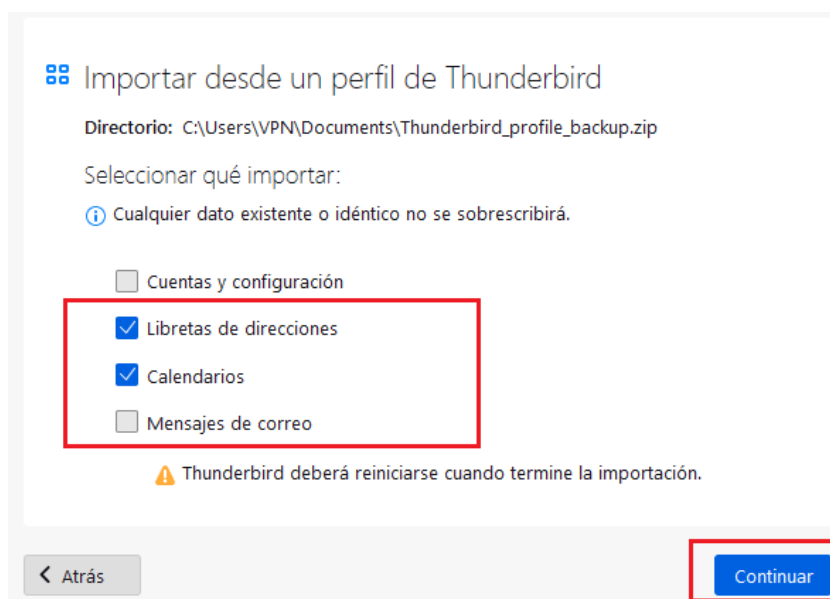 Importar desde un perfil de Thunderbird
Directorio: C:\Users\VPN\Documents\Thunderbird_profile_backup.zip
Seleccionar qué importar:
Cualquier dato existente o idéntico no se sobrescribirá.
Cuentas y configuración
Libretas de direcciones
Calendarios
Mensajes de correo
Thunderbird deberá reiniciarse cuando termine la importación.
Atrás
Continuar